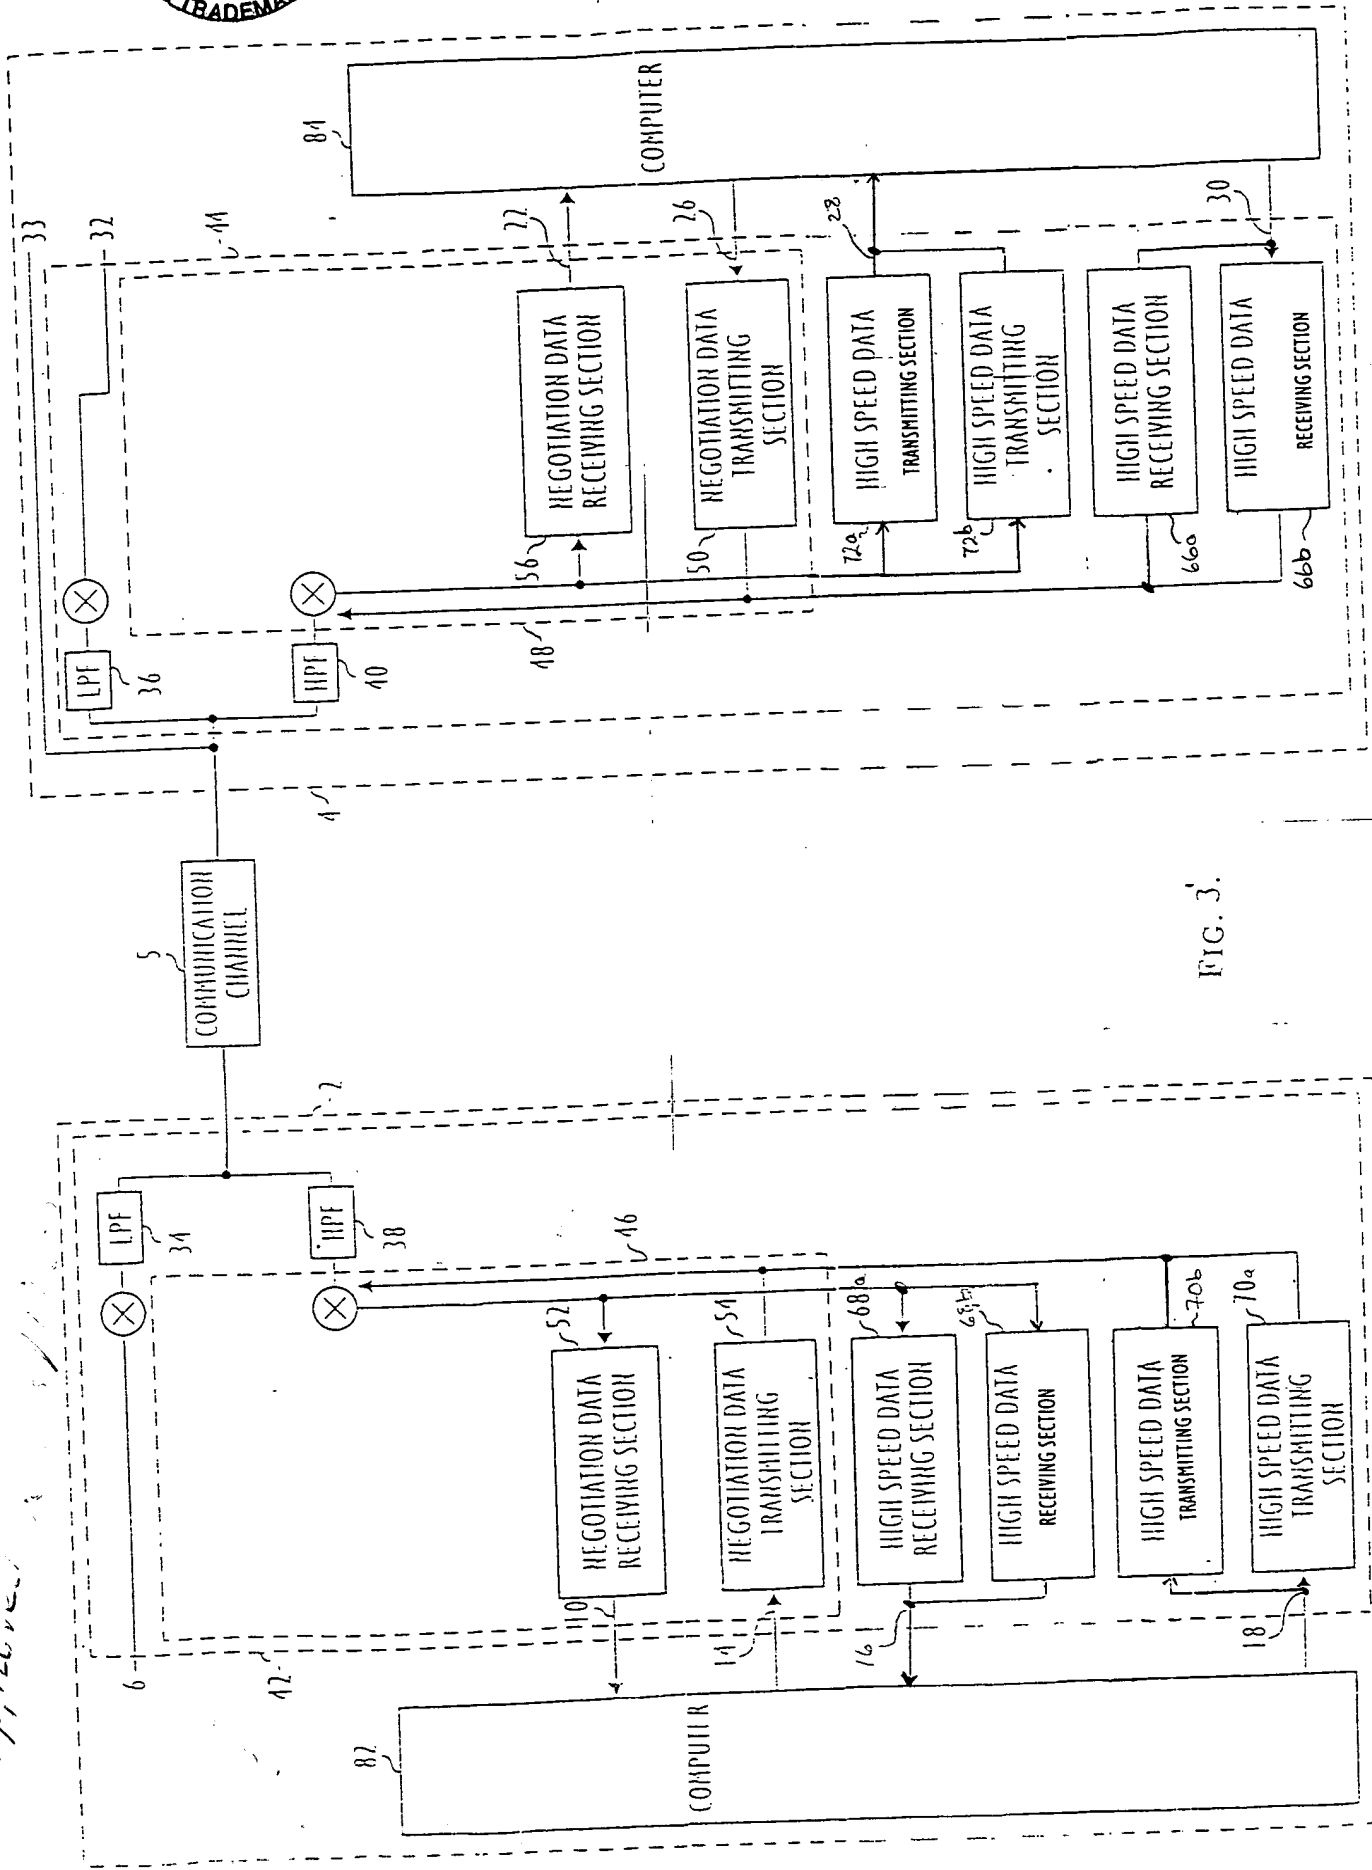 TRADEMA
82
COMPUTER
6
42
10
14
16
18
NEGOTIATION DATA
RECEIVING SECTION
52
NEGOTIATION DATA
TRANSMITTING
SECTION
54
HIGH SPEED DATA
RECEIVING SECTION
68a
HIGH SPEED DATA
RECEIVING SECTION
68b
HIGH SPEED DATA
TRANSMITTING SECTION
70b
HIGH SPEED DATA
TRANSMITTING
SECTION
70a
LPF
34
HPF
38
46
2
5
COMMUNICATION
CHANNEL
FIG. 3.
4
LPF
36
HPF
40
48
33
32
44
56
NEGOTIATION DATA
RECEIVING SECTION
22
50
NEGOTIATION DATA
TRANSMITTING
SECTION
26
72a
HIGH SPEED DATA
TRANSMITTING SECTION
28
72b
HIGH SPEED DATA
TRANSMITTING
SECTION
66a
HIGH SPEED DATA
RECEIVING SECTION
66b
HIGH SPEED DATA
RECEIVING SECTION
30
84
COMPUTER